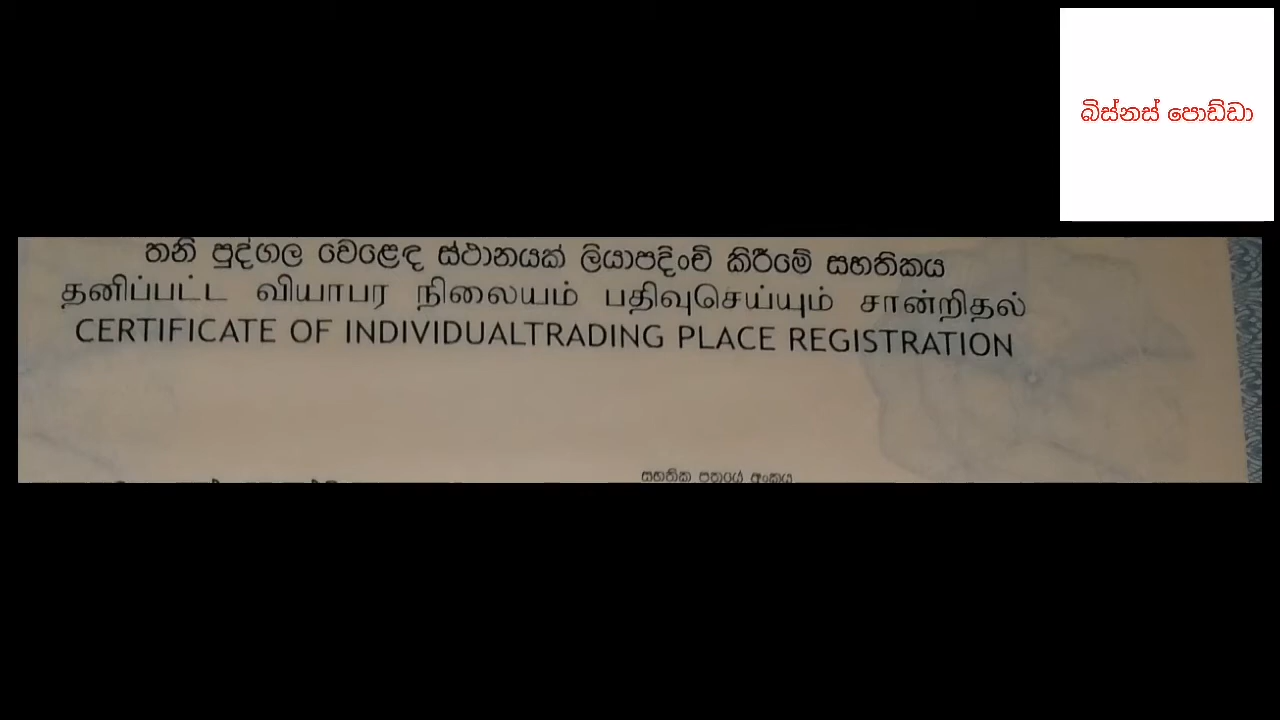 බිස්නස් පොඩ්ඩා
තනි පුද්ගල වෙළෙඳ ස්ථානයක් ලියාපදිංචි කිරීමේ සහතිකය
தனிப்பட்ட வியாபர நிலையம் பதிவுசெய்யும் சான்றிதல்
CERTIFICATE OF INDIVIDUALTRADING PLACE REGISTRATION
සහතික පත්‍රයේ අංකය